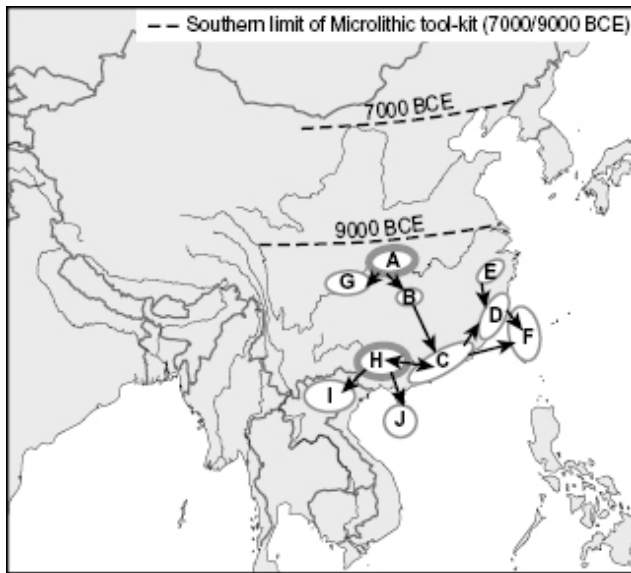 --- Southern limit of Microlithic tool-kit (7000/9000 BCE)
7000 BCE
9000 BCE
A
G
B
E
D
F
H
C
I
J